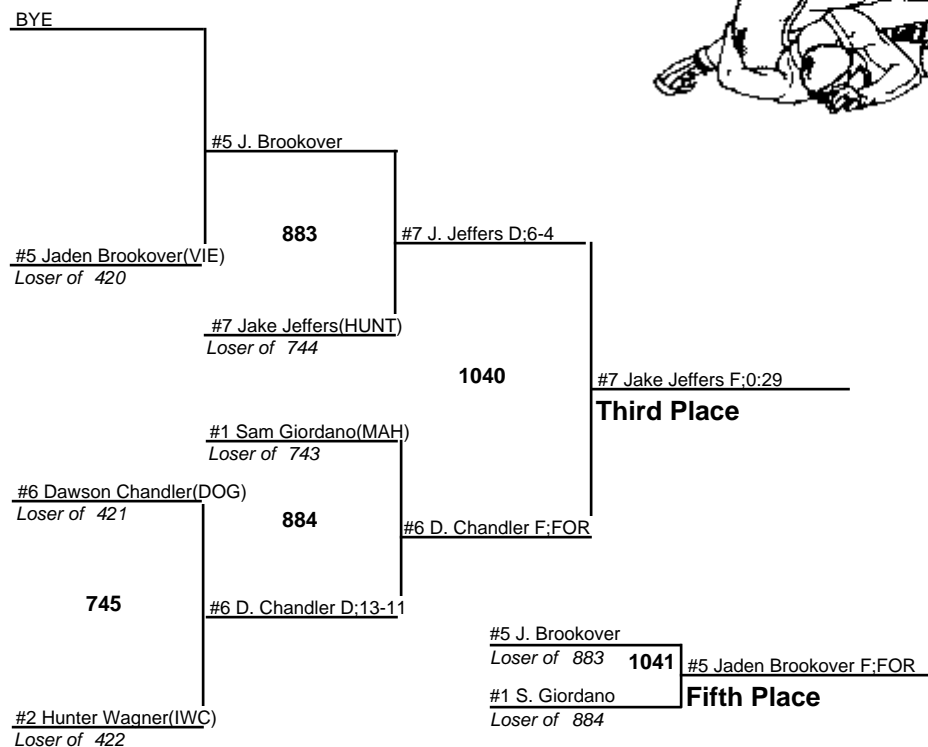 BYE
#5 J. Brookover
883
#7 J. Jeffers D;6-4
#5 Jaden Brookover(VIE)
Loser of 420
#7 Jake Jeffers(HUNT)
Loser of 744
1040
#7 Jake Jeffers F;0:29
Third Place
#1 Sam Giordano(MAH)
Loser of 743
#6 Dawson Chandler(DOG)
Loser of 421
884
#6 D. Chandler F;FOR
745
#6 D. Chandler D;13-11
#2 Hunter Wagner(IWC)
Loser of 422
#5 J. Brookover
Loser of 883
1041
#5 Jaden Brookover F;FOR
Fifth Place
#1 S. Giordano
Loser of 884